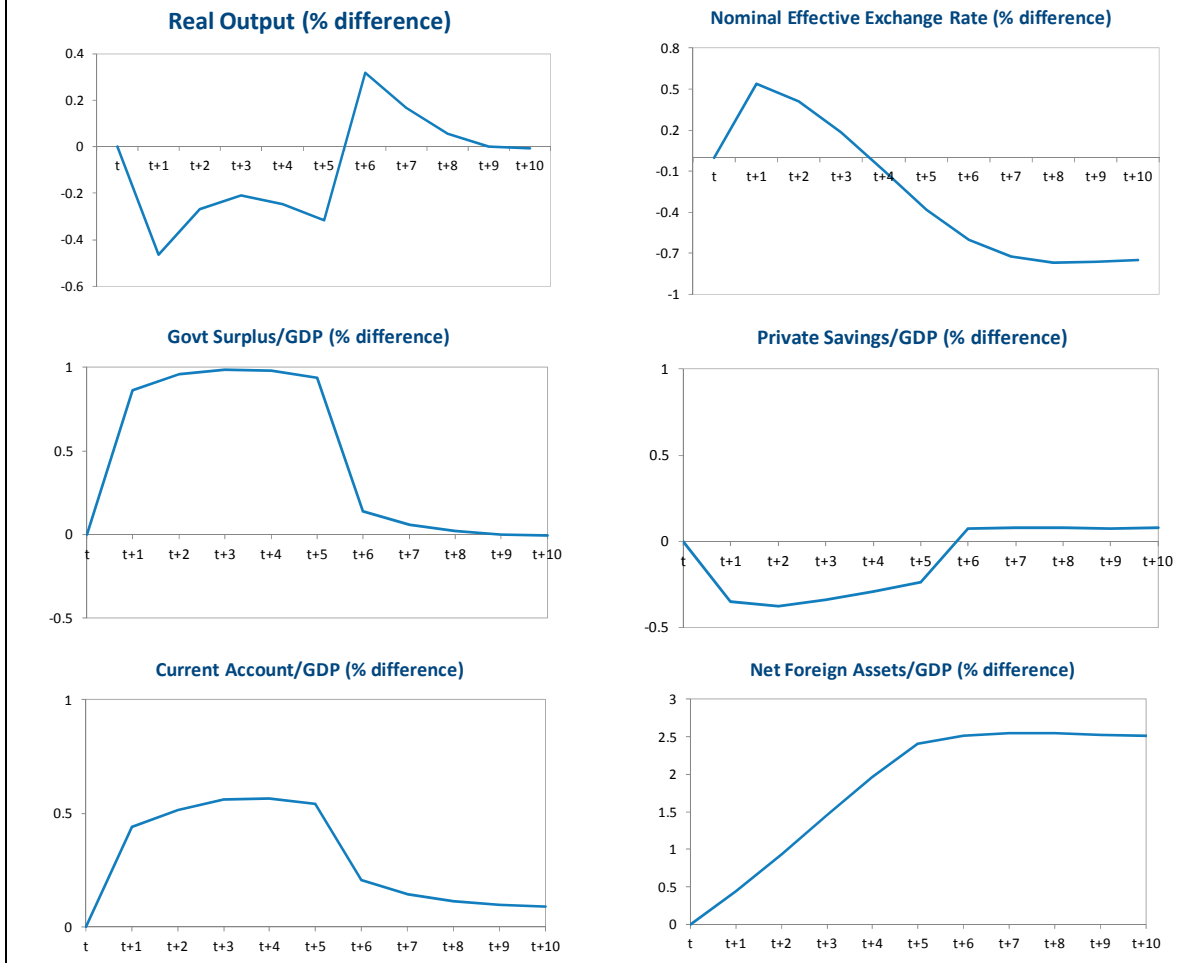 Real Output (% difference)
0.4
0.2
0
-0.2
-0.4
-0.6
t t+1 t+2 t+3 t+4 t+5 t+6 t+7 t+8 t+9 t+10
Nominal Effective Exchange Rate (% difference)
0.8
0.5
0.2
-0.1
-0.4
-0.7
-1
t t+1 t+2 t+3 t+4 t+5 t+6 t+7 t+8 t+9 t+10
Govt Surplus/GDP (% difference)
1
0.5
0
-0.5
t t+1 t+2 t+3 t+4 t+5 t+6 t+7 t+8 t+9 t+10
Private Savings/GDP (% difference)
1
0.5
0
-0.5
t t+1 t+2 t+3 t+4 t+5 t+6 t+7 t+8 t+9 t+10
Current Account/GDP (% difference)
1
0.5
0
t t+1 t+2 t+3 t+4 t+5 t+6 t+7 t+8 t+9 t+10
Net Foreign Assets/GDP (% difference)
3
2.5
2
1.5
1
0.5
0
t t+1 t+2 t+3 t+4 t+5 t+6 t+7 t+8 t+9 t+10